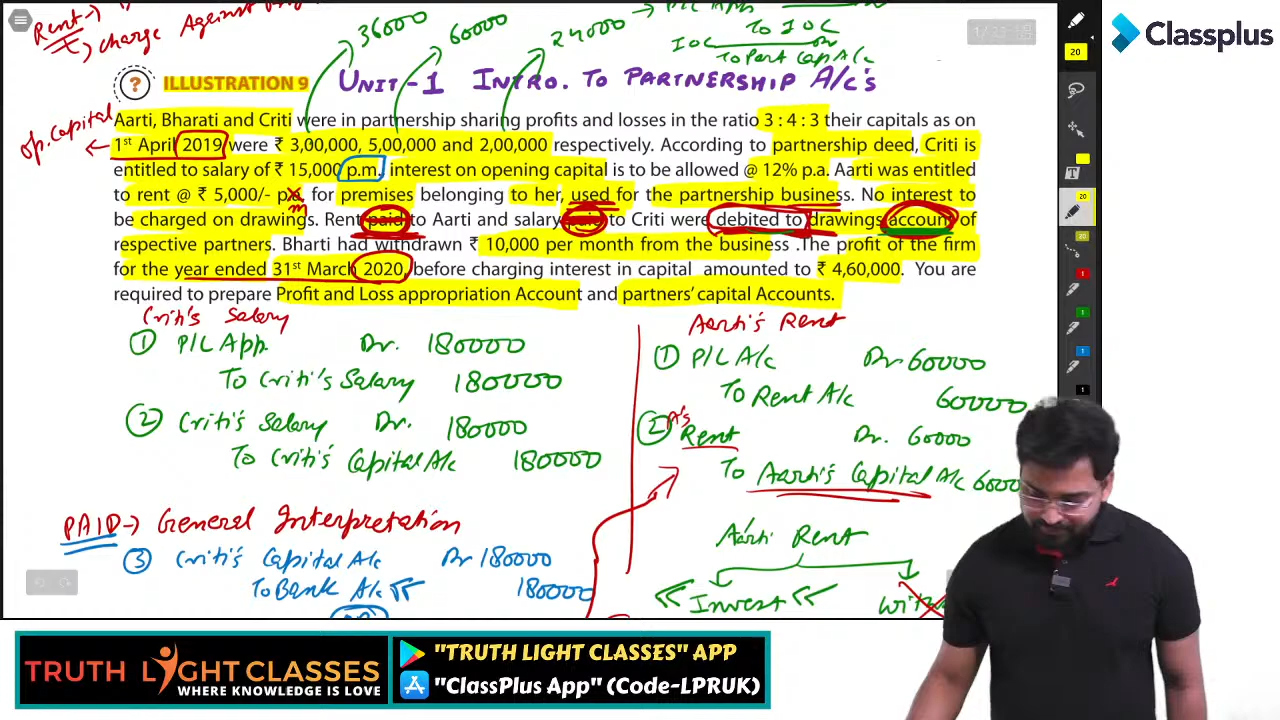 Rent
charge Against
36000
60000
24000
To IOC
IOC Dr
To Part Cap A/c
1 / 23
Classplus
20
? ILLUSTRATION 9 UNIT-1 INTRO. TO PARTNERSHIP A/c's
op. Capital
Aarti, Bharati and Criti were in partnership sharing profits and losses in the ratio 3 : 4 : 3 their capitals as on
1st April 2019 were ₹ 3,00,000, 5,00,000 and 2,00,000 respectively. According to partnership deed, Criti is
entitled to salary of ₹ 15,000 p.m. interest on opening capital is to be allowed @ 12% p.a. Aarti was entitled
to rent @ ₹ 5,000/- p.m for premises belonging to her, used for the partnership business. No interest to
be charged on drawings. Rent paid to Aarti and salary paid to Criti were debited to drawings account of
respective partners. Bharti had withdrawn ₹ 10,000 per month from the business .The profit of the firm
for the year ended 31st March 2020, before charging interest in capital amounted to ₹ 4,60,000. You are
required to prepare Profit and Loss appropriation Account and partners' capital Accounts.
Criti's Salary
① P/L App. Dr. 180000
To Criti's Salary 180000
② Criti's Salary Dr. 180000
To Criti's Capital A/c 180000
PAID → General Interpretation
③ Criti's Capital A/c Dr 180000
To Bank A/c 180000
Aarti's Rent
① P/L A/c Dr 60000
To Rent A/c 60000
② A's Rent Dr. 60000
To Aarti's Capital A/c 6000
Aarti Rent
Invest
20
20
1
1
1
1
TRUTH LIGHT CLASSES
WHERE KNOWLEDGE IS LOVE
"TRUTH LIGHT CLASSES" APP
"ClassPlus App" (Code-LPRUK)